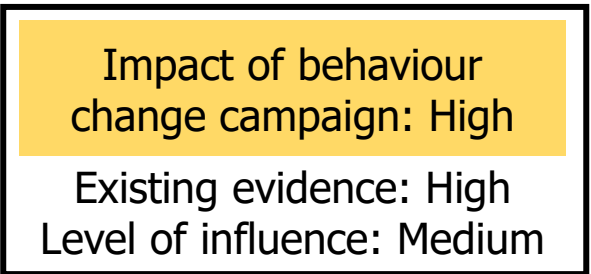 Impact of behaviour
change campaign: High
Existing evidence: High
Level of influence: Medium